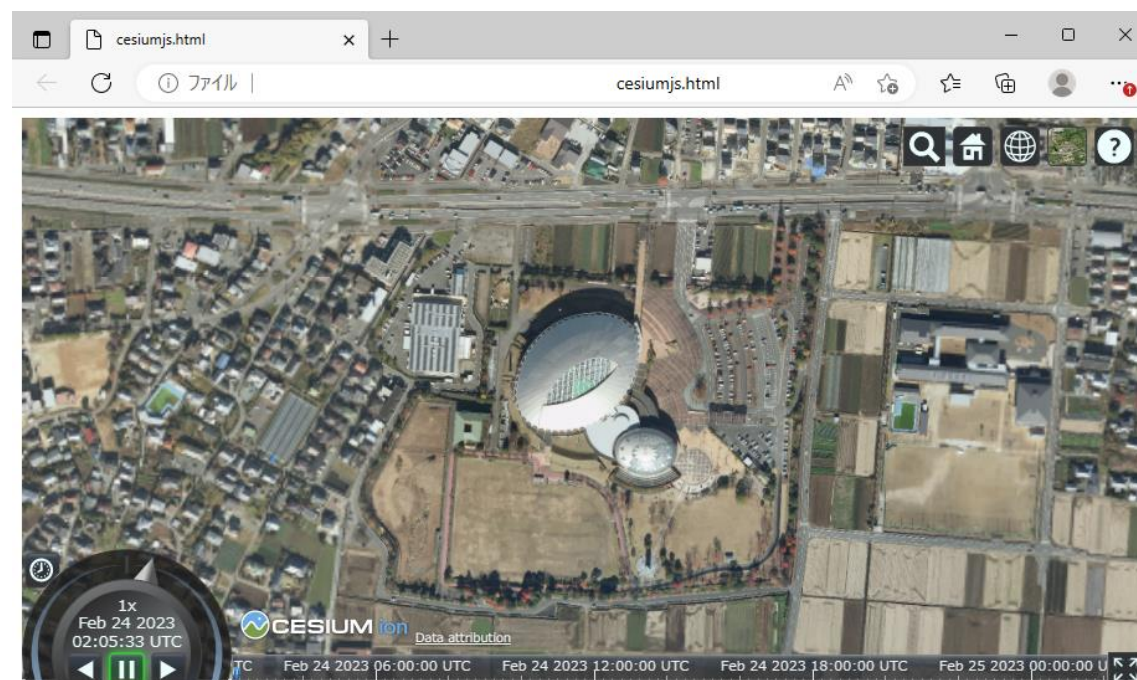 cesiumjs.html
ファイル
cesiumjs.html
1x
Feb 24 2023
02:05:33 UTC
CESIUM ion
Data attribution
TC
Feb 24 2023 06:00:00 UTC
Feb 24 2023 12:00:00 UTC
Feb 24 2023 18:00:00 UTC
Feb 25 2023 00:00:00 U